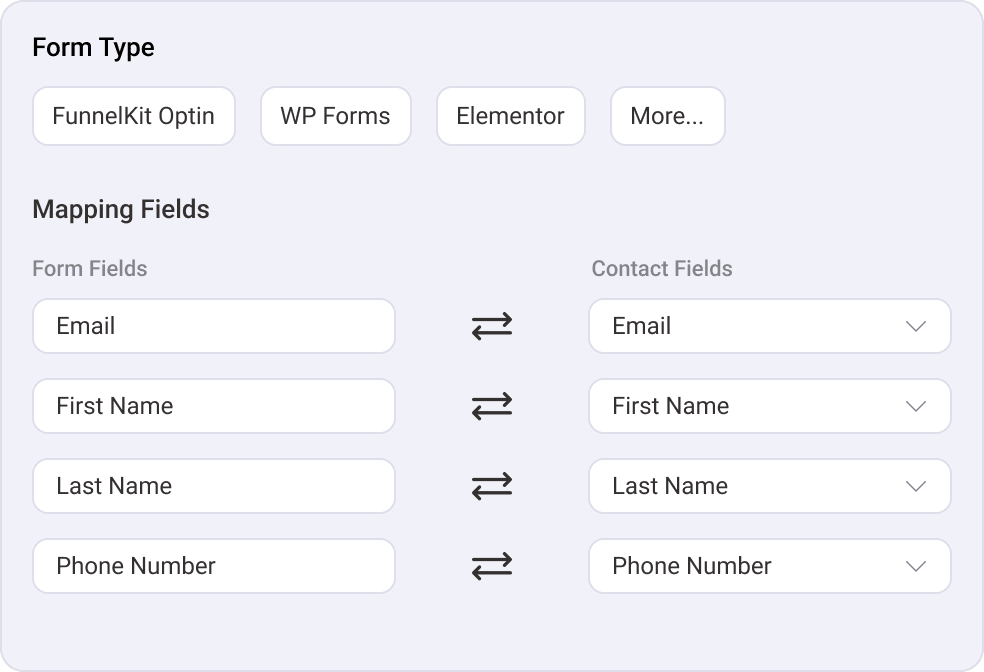 Form Type
FunnelKit Optin WP Forms Elementor More...
Mapping Fields
Form Fields Contact Fields
Email Email
First Name First Name
Last Name Last Name
Phone Number Phone Number